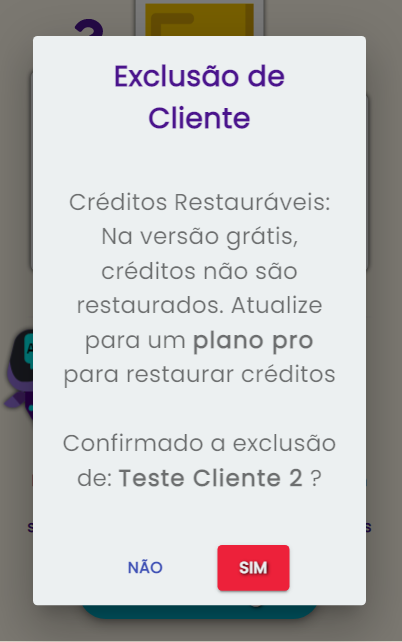 Exclusão de
Cliente
Créditos Restauráveis:
Na versão grátis,
créditos não são
restaurados. Atualize
para um plano pro
para restaurar créditos
Confirmado a exclusão
de: Teste Cliente 2 ?
NÃO
SIM